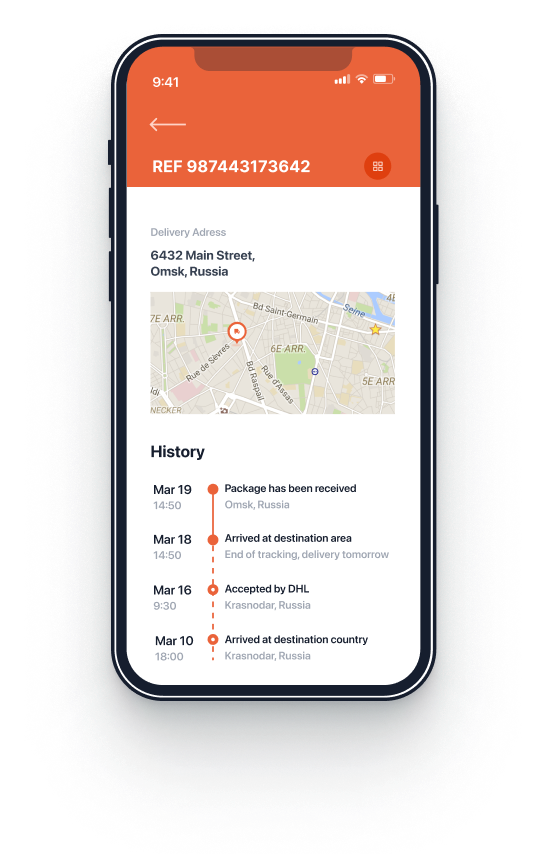 9:41
REF 987443173642
Delivery Adress
6432 Main Street,
Omsk, Russia
Bd Saint-Germain
Seine
4E
7E ARR.
6E ARR.
Rue de Sèvres
Bd Raspail
Rue d'Assas
5E ARR
idi
NECKER
History
Mar 19
Package has been received
14:50
Omsk, Russia
Mar 18
Arrived at destination area
14:50
End of tracking, delivery tomorrow
Mar 16
Accepted by DHL
9:30
Krasnodar, Russia
Mar 10
Arrived at destination country
18:00
Krasnodar, Russia